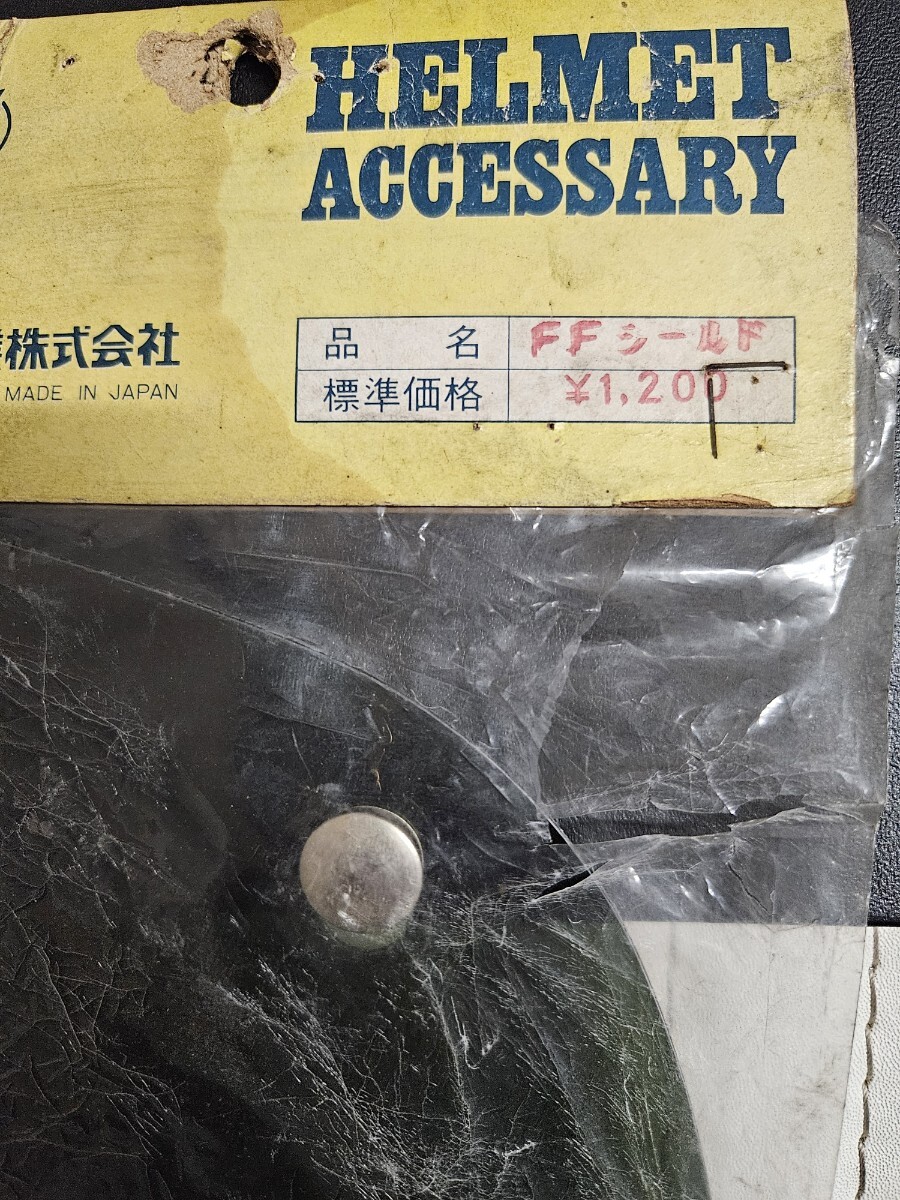 HELMET
ACCESSARY
株式会社
MADE IN JAPAN
品名 FFシールド
標準価格 ¥1,200